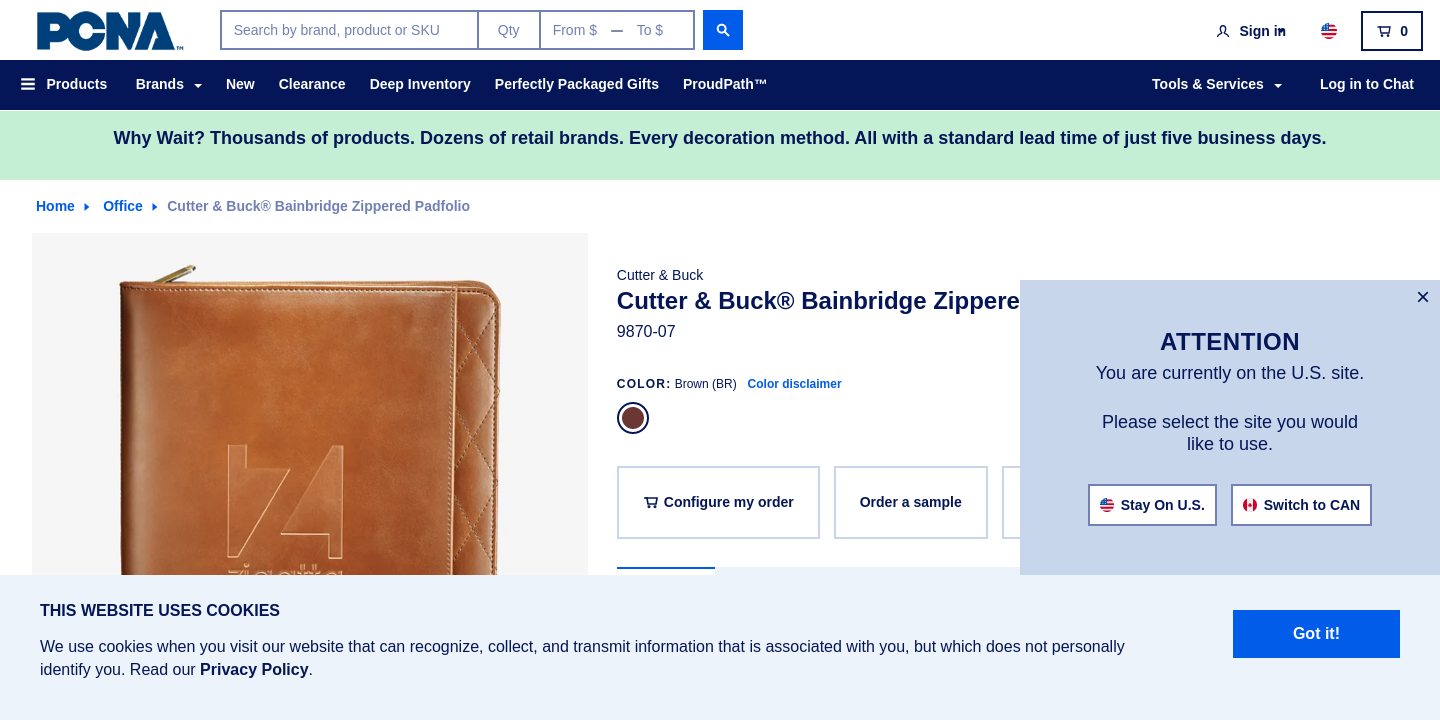 PCNA™
Search by brand, product or SKU
Qty
From $ — To $
Sign in
0
Products
Brands
New
Clearance
Deep Inventory
Perfectly Packaged Gifts
ProudPath™
Tools & Services
Log in to Chat
Why Wait? Thousands of products. Dozens of retail brands. Every decoration method. All with a standard lead time of just five business days.
Home
Office
Cutter & Buck® Bainbridge Zippered Padfolio
Cutter & Buck
Cutter & Buck® Bainbridge Zippere
9870-07
COLOR: Brown (BR) Color disclaimer
Configure my order
Order a sample
×
ATTENTION
You are currently on the U.S. site.
Please select the site you would
like to use.
Stay On U.S.
Switch to CAN
THIS WEBSITE USES COOKIES
We use cookies when you visit our website that can recognize, collect, and transmit information that is associated with you, but which does not personally
identify you. Read our Privacy Policy.
Got it!